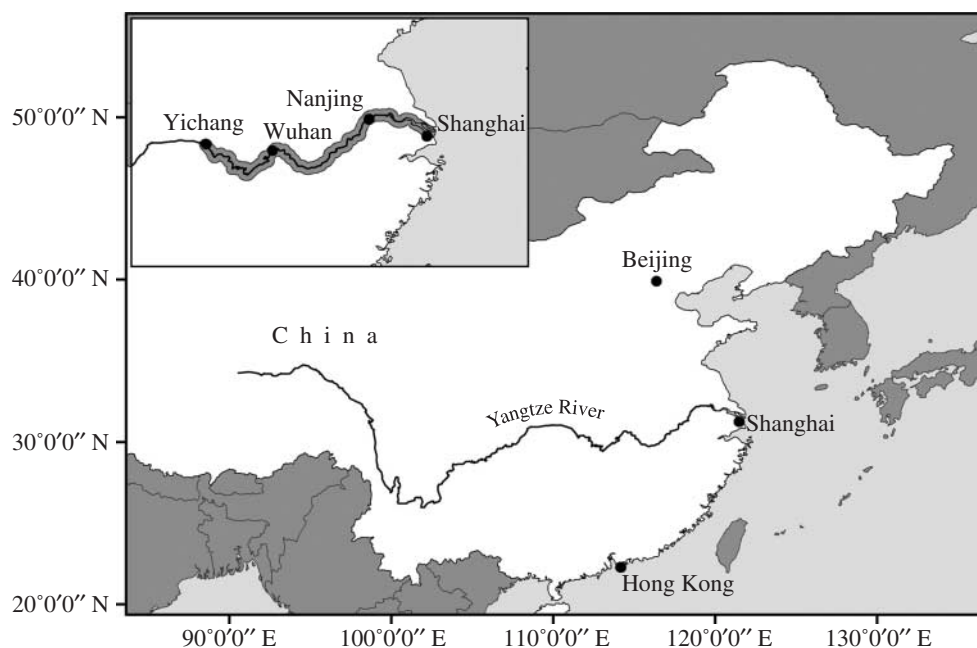 Nanjing
Yichang
Wuhan
Shanghai
50°0′0″ N
40°0′0″ N
30°0′0″ N
20°0′0″ N
Beijing
China
Yangtze River
Shanghai
Hong Kong
90°0′0″ E
100°0′0″ E
110°0′0″ E
120°0′0″ E
130°0′0″ E